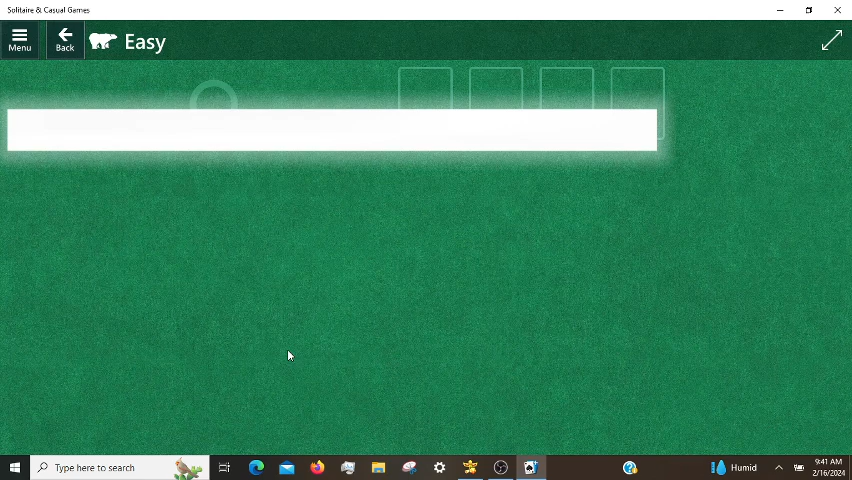 Solitaire & Casual Games
Menu
Back
Easy
Type here to search
Humid
9:41 AM
2/16/2024